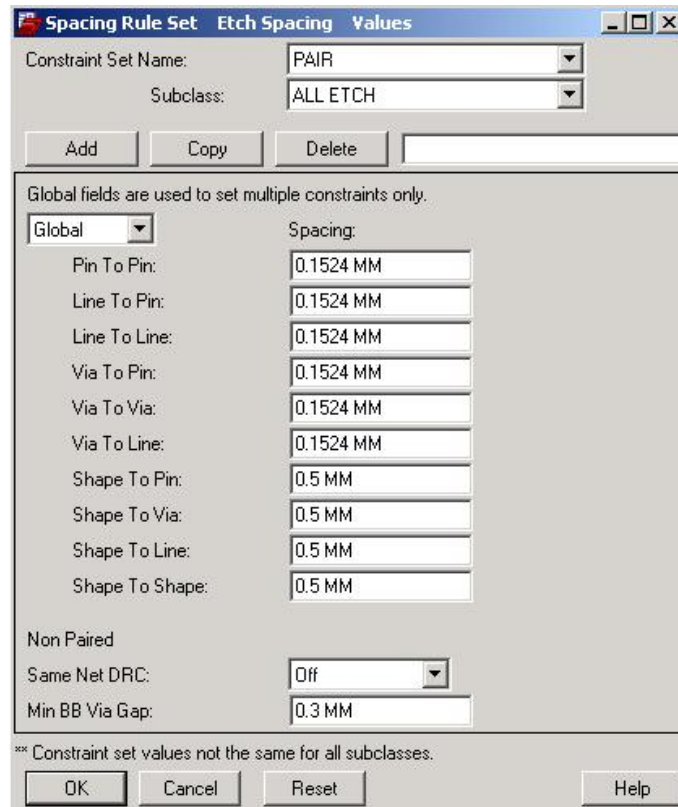 Spacing Rule Set Etch Spacing Values
Constraint Set Name: PAIR
Subclass: ALL ETCH
Add Copy Delete
Global fields are used to set multiple constraints only.
Global Spacing:
Pin To Pin: 0.1524 MM
Line To Pin: 0.1524 MM
Line To Line: 0.1524 MM
Via To Pin: 0.1524 MM
Via To Via: 0.1524 MM
Via To Line: 0.1524 MM
Shape To Pin: 0.5 MM
Shape To Via: 0.5 MM
Shape To Line: 0.5 MM
Shape To Shape: 0.5 MM
Non Paired
Same Net DRC: Off
Min BB Via Gap: 0.3 MM
** Constraint set values not the same for all subclasses.
OK Cancel Reset Help